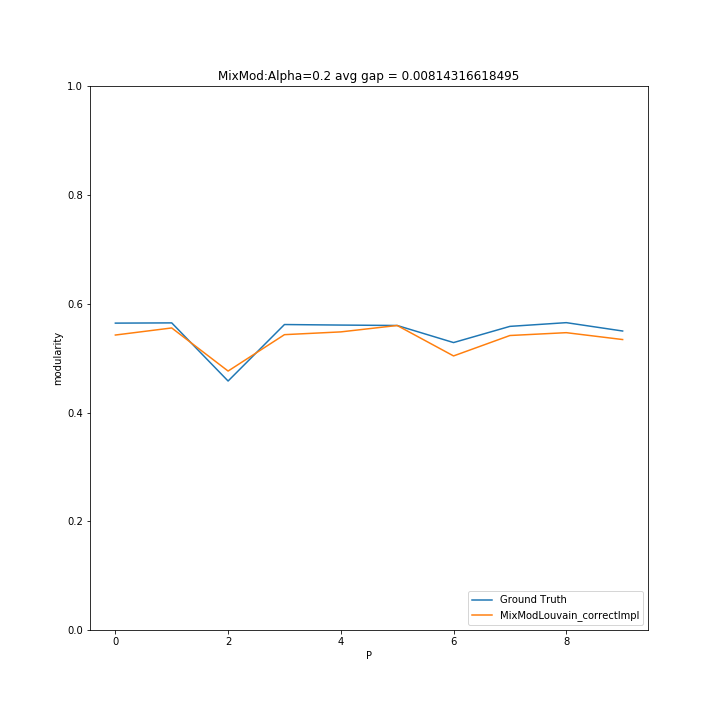 MixMod:Alpha=0.2 avg gap = 0.00814316618495
1.0
0.8
0.6
0.4
0.2
0.0
modularity
0 2 4 6 8
P
Ground Truth
MixModLouvain_correctImpl